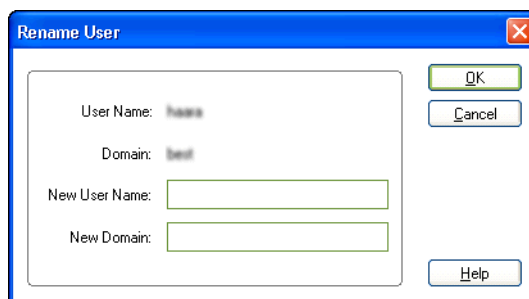 Rename User
OK
User Name:
Cancel
Domain:
New User Name:
New Domain:
Help